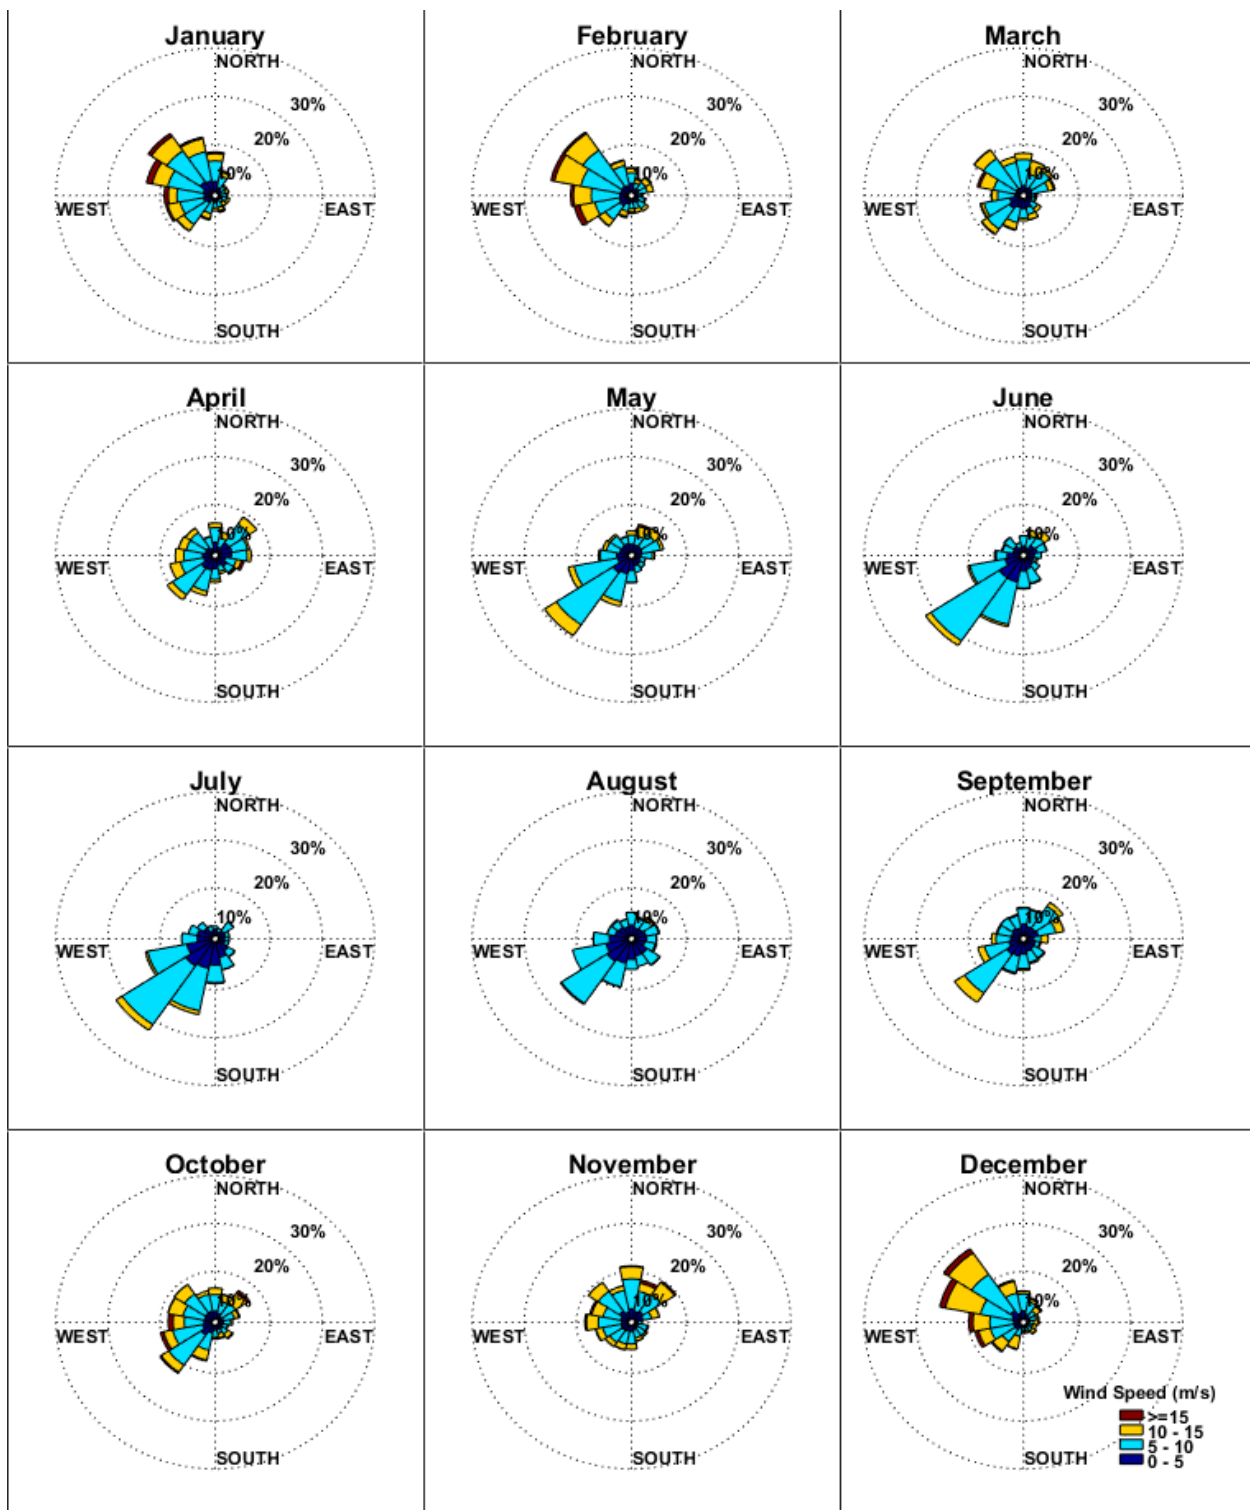 January
NORTH
30%
20%
10%
WEST
EAST
SOUTH
February
NORTH
30%
20%
10%
WEST
EAST
SOUTH
March
NORTH
30%
20%
10%
WEST
EAST
SOUTH
April
NORTH
30%
20%
10%
WEST
EAST
SOUTH
May
NORTH
30%
20%
10%
WEST
EAST
SOUTH
June
NORTH
30%
20%
10%
WEST
EAST
SOUTH
July
NORTH
30%
20%
10%
WEST
EAST
SOUTH
August
NORTH
30%
20%
10%
WEST
EAST
SOUTH
September
NORTH
30%
20%
10%
WEST
EAST
SOUTH
October
NORTH
30%
20%
10%
WEST
EAST
SOUTH
November
NORTH
30%
20%
10%
WEST
EAST
SOUTH
December
NORTH
30%
20%
10%
WEST
EAST
SOUTH
Wind Speed (m/s)
>=15
10 - 15
5 - 10
0 - 5